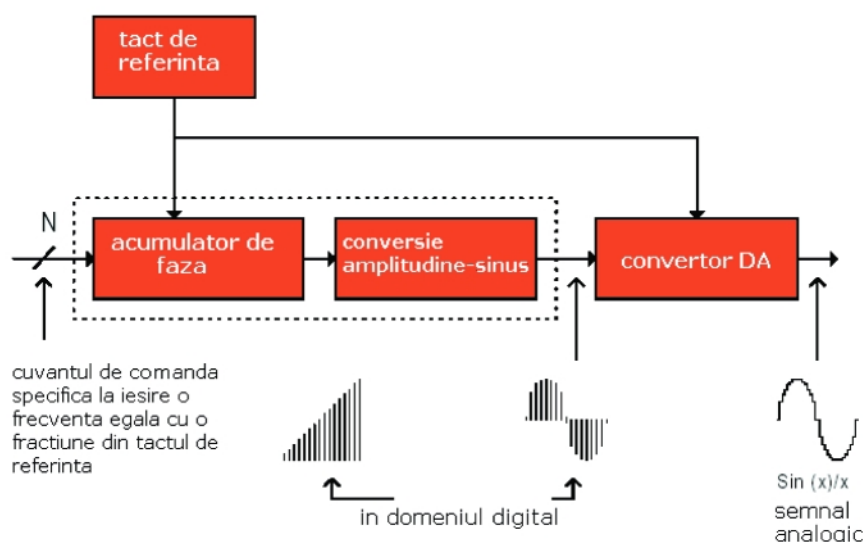 tact de
referinta
N
acumulator de
faza
conversie
amplitudine-sinus
convertor DA
cuvantul de comanda
specifica la iesire o
frecventa egala cu o
fractiune din tactul de
referinta
in domeniul digital
Sin (x)/x
semnal
analogic